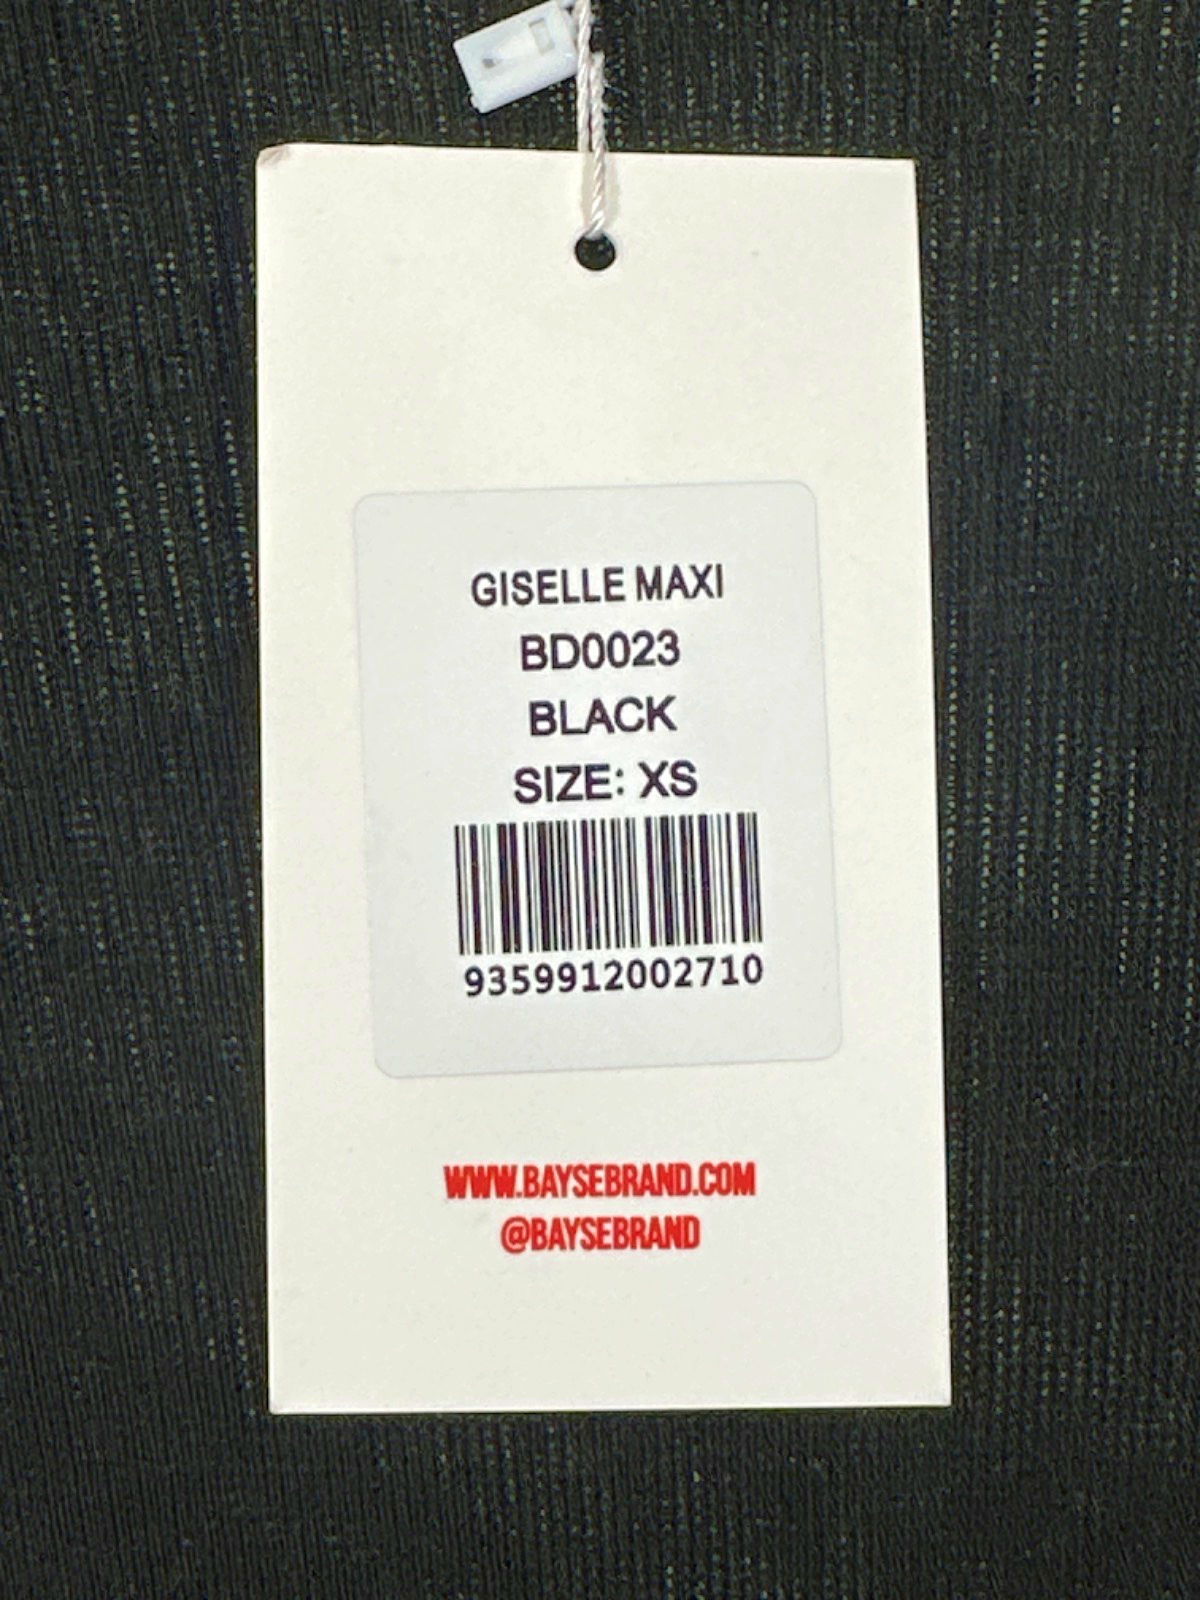 GISELLE MAXI
BD0023
BLACK
SIZE: XS
9359912002710
WWW.BAYSEBRAND.COM
@BAYSEBRAND